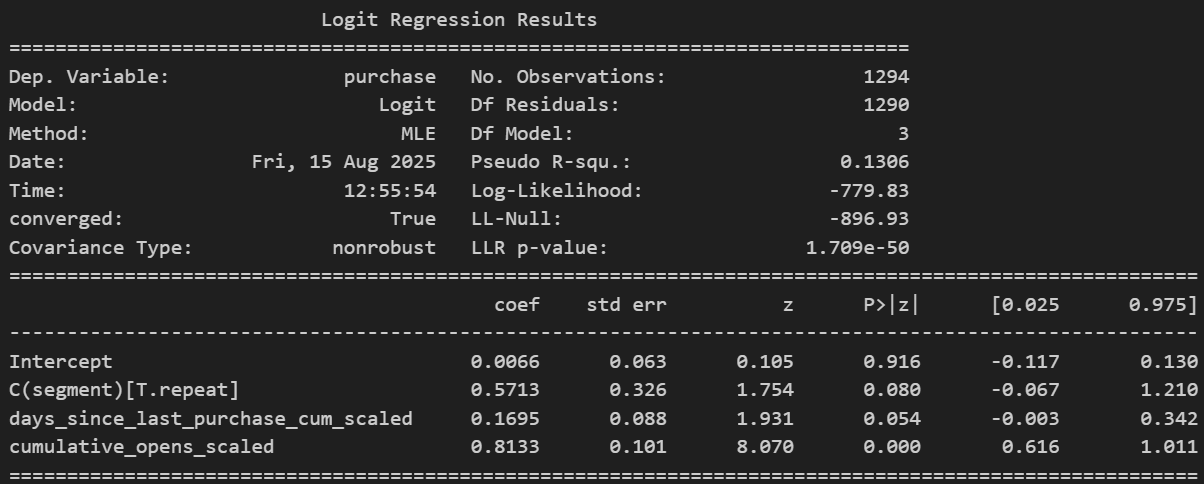 Logit Regression Results
==============================================================================
Dep. Variable: purchase No. Observations: 1294
Model: Logit Df Residuals: 1290
Method: MLE Df Model: 3
Date: Fri, 15 Aug 2025 Pseudo R-squ.: 0.1306
Time: 12:55:54 Log-Likelihood: -779.83
converged: True LL-Null: -896.93
Covariance Type: nonrobust LLR p-value: 1.709e-50
=======================================================================================================
coef std err z P>|z| [0.025 0.975]
-------------------------------------------------------------------------------------------------------
Intercept 0.0066 0.063 0.105 0.916 -0.117 0.130
C(segment)[T.repeat] 0.5713 0.326 1.754 0.080 -0.067 1.210
days_since_last_purchase_cum_scaled 0.1695 0.088 1.931 0.054 -0.003 0.342
cumulative_opens_scaled 0.8133 0.101 8.070 0.000 0.616 1.011
=======================================================================================================